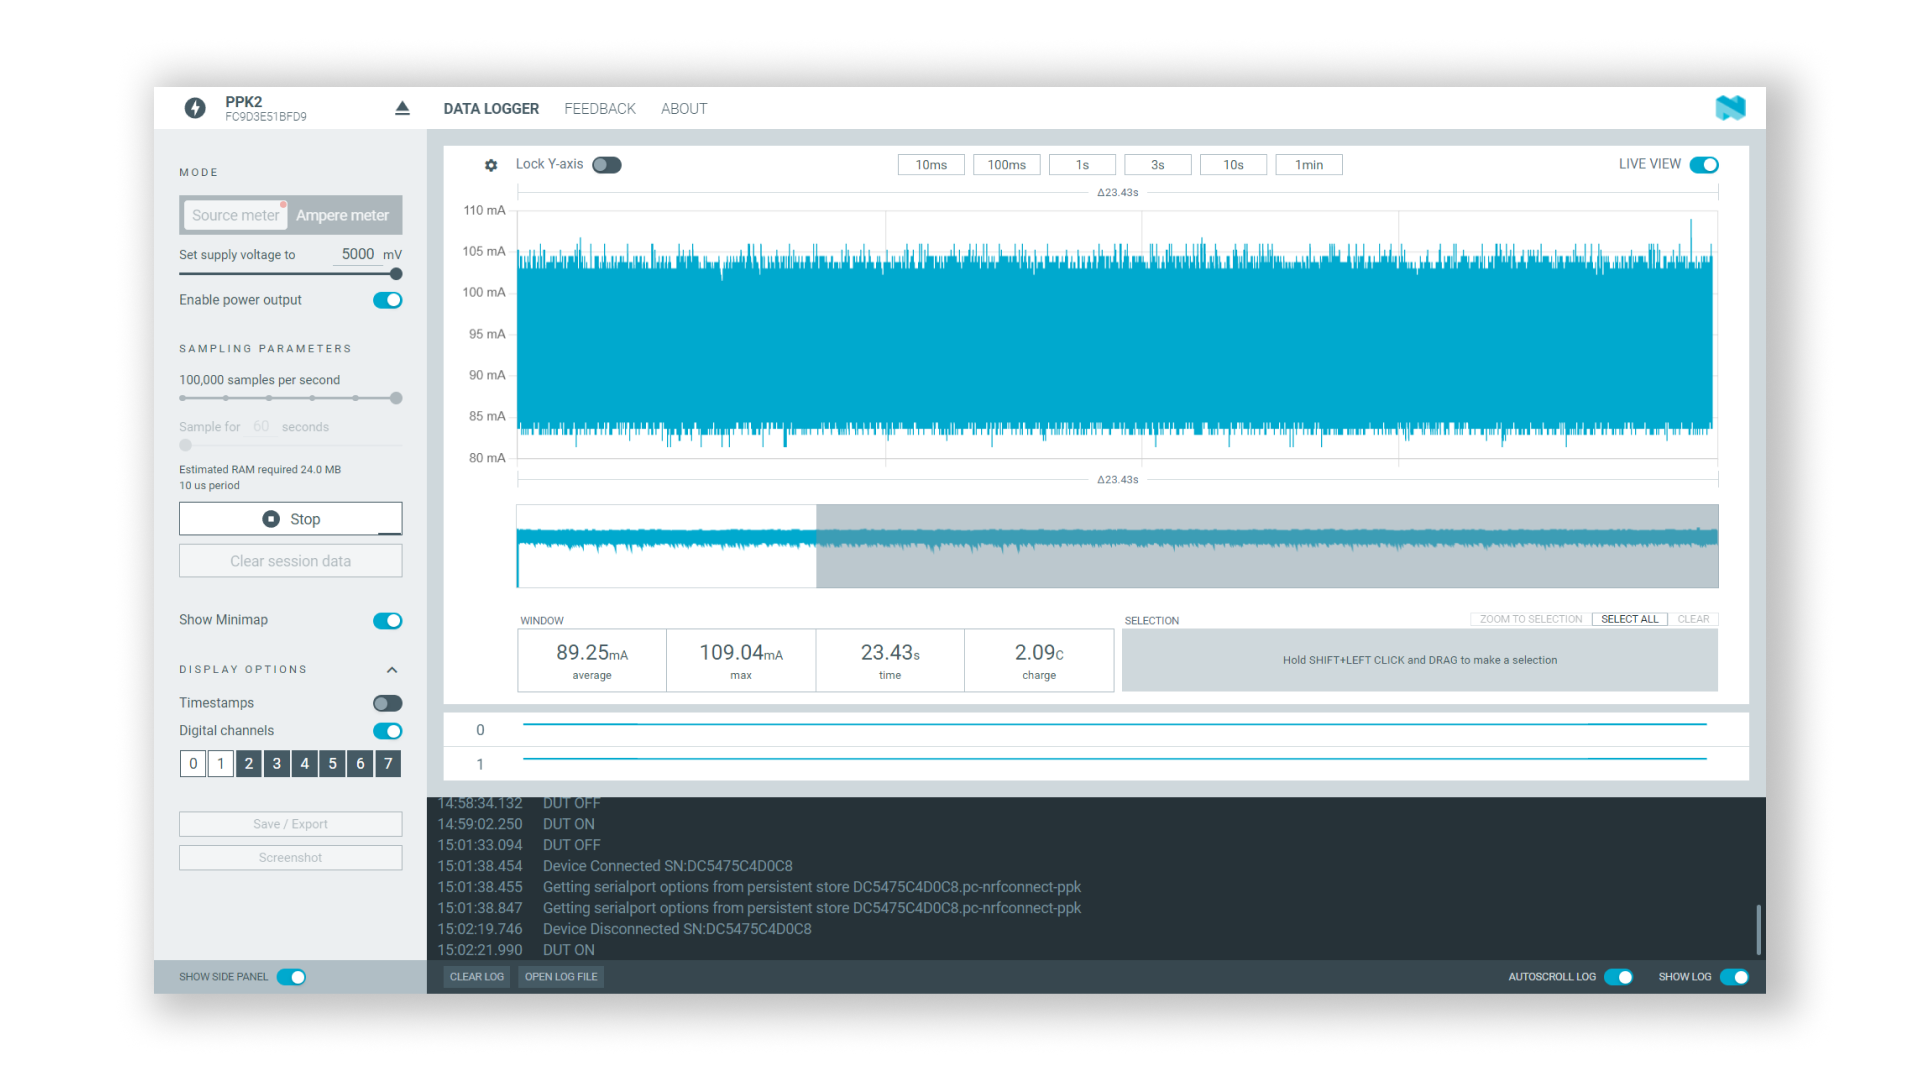 PPK2
FC9D3E51BFD9
DATA LOGGER FEEDBACK ABOUT
MODE
Source meter Ampere meter
Set supply voltage to 5000 mV
Enable power output
SAMPLING PARAMETERS
100,000 samples per second
Sample for 60 seconds
Estimated RAM required 24.0 MB
10 us period
Stop
Clear session data
Show Minimap
DISPLAY OPTIONS
Timestamps
Digital channels
0 1 2 3 4 5 6 7
Save / Export
Screenshot
SHOW SIDE PANEL
Lock Y-axis 10ms 100ms 1s 3s 10s 1min LIVE VIEW
Δ23.43s
110 mA
105 mA
100 mA
95 mA
90 mA
85 mA
80 mA
Δ23.43s
WINDOW
89.25mA 109.04mA 23.43s 2.09C
average max time charge
SELECTION ZOOM TO SELECTION SELECT ALL CLEAR
Hold SHIFT+LEFT CLICK and DRAG to make a selection
0
1
14:58:34.132 DUT OFF
14:59:02.250 DUT ON
15:01:33.094 DUT OFF
15:01:38.454 Device Connected SN:DC5475C4D0C8
15:01:38.455 Getting serialport options from persistent store DC5475C4D0C8.pc-nrfconnect-ppk
15:01:38.847 Getting serialport options from persistent store DC5475C4D0C8.pc-nrfconnect-ppk
15:02:19.746 Device Disconnected SN:DC5475C4D0C8
15:02:21.990 DUT ON
CLEAR LOG OPEN LOG FILE AUTOSCROLL LOG SHOW LOG